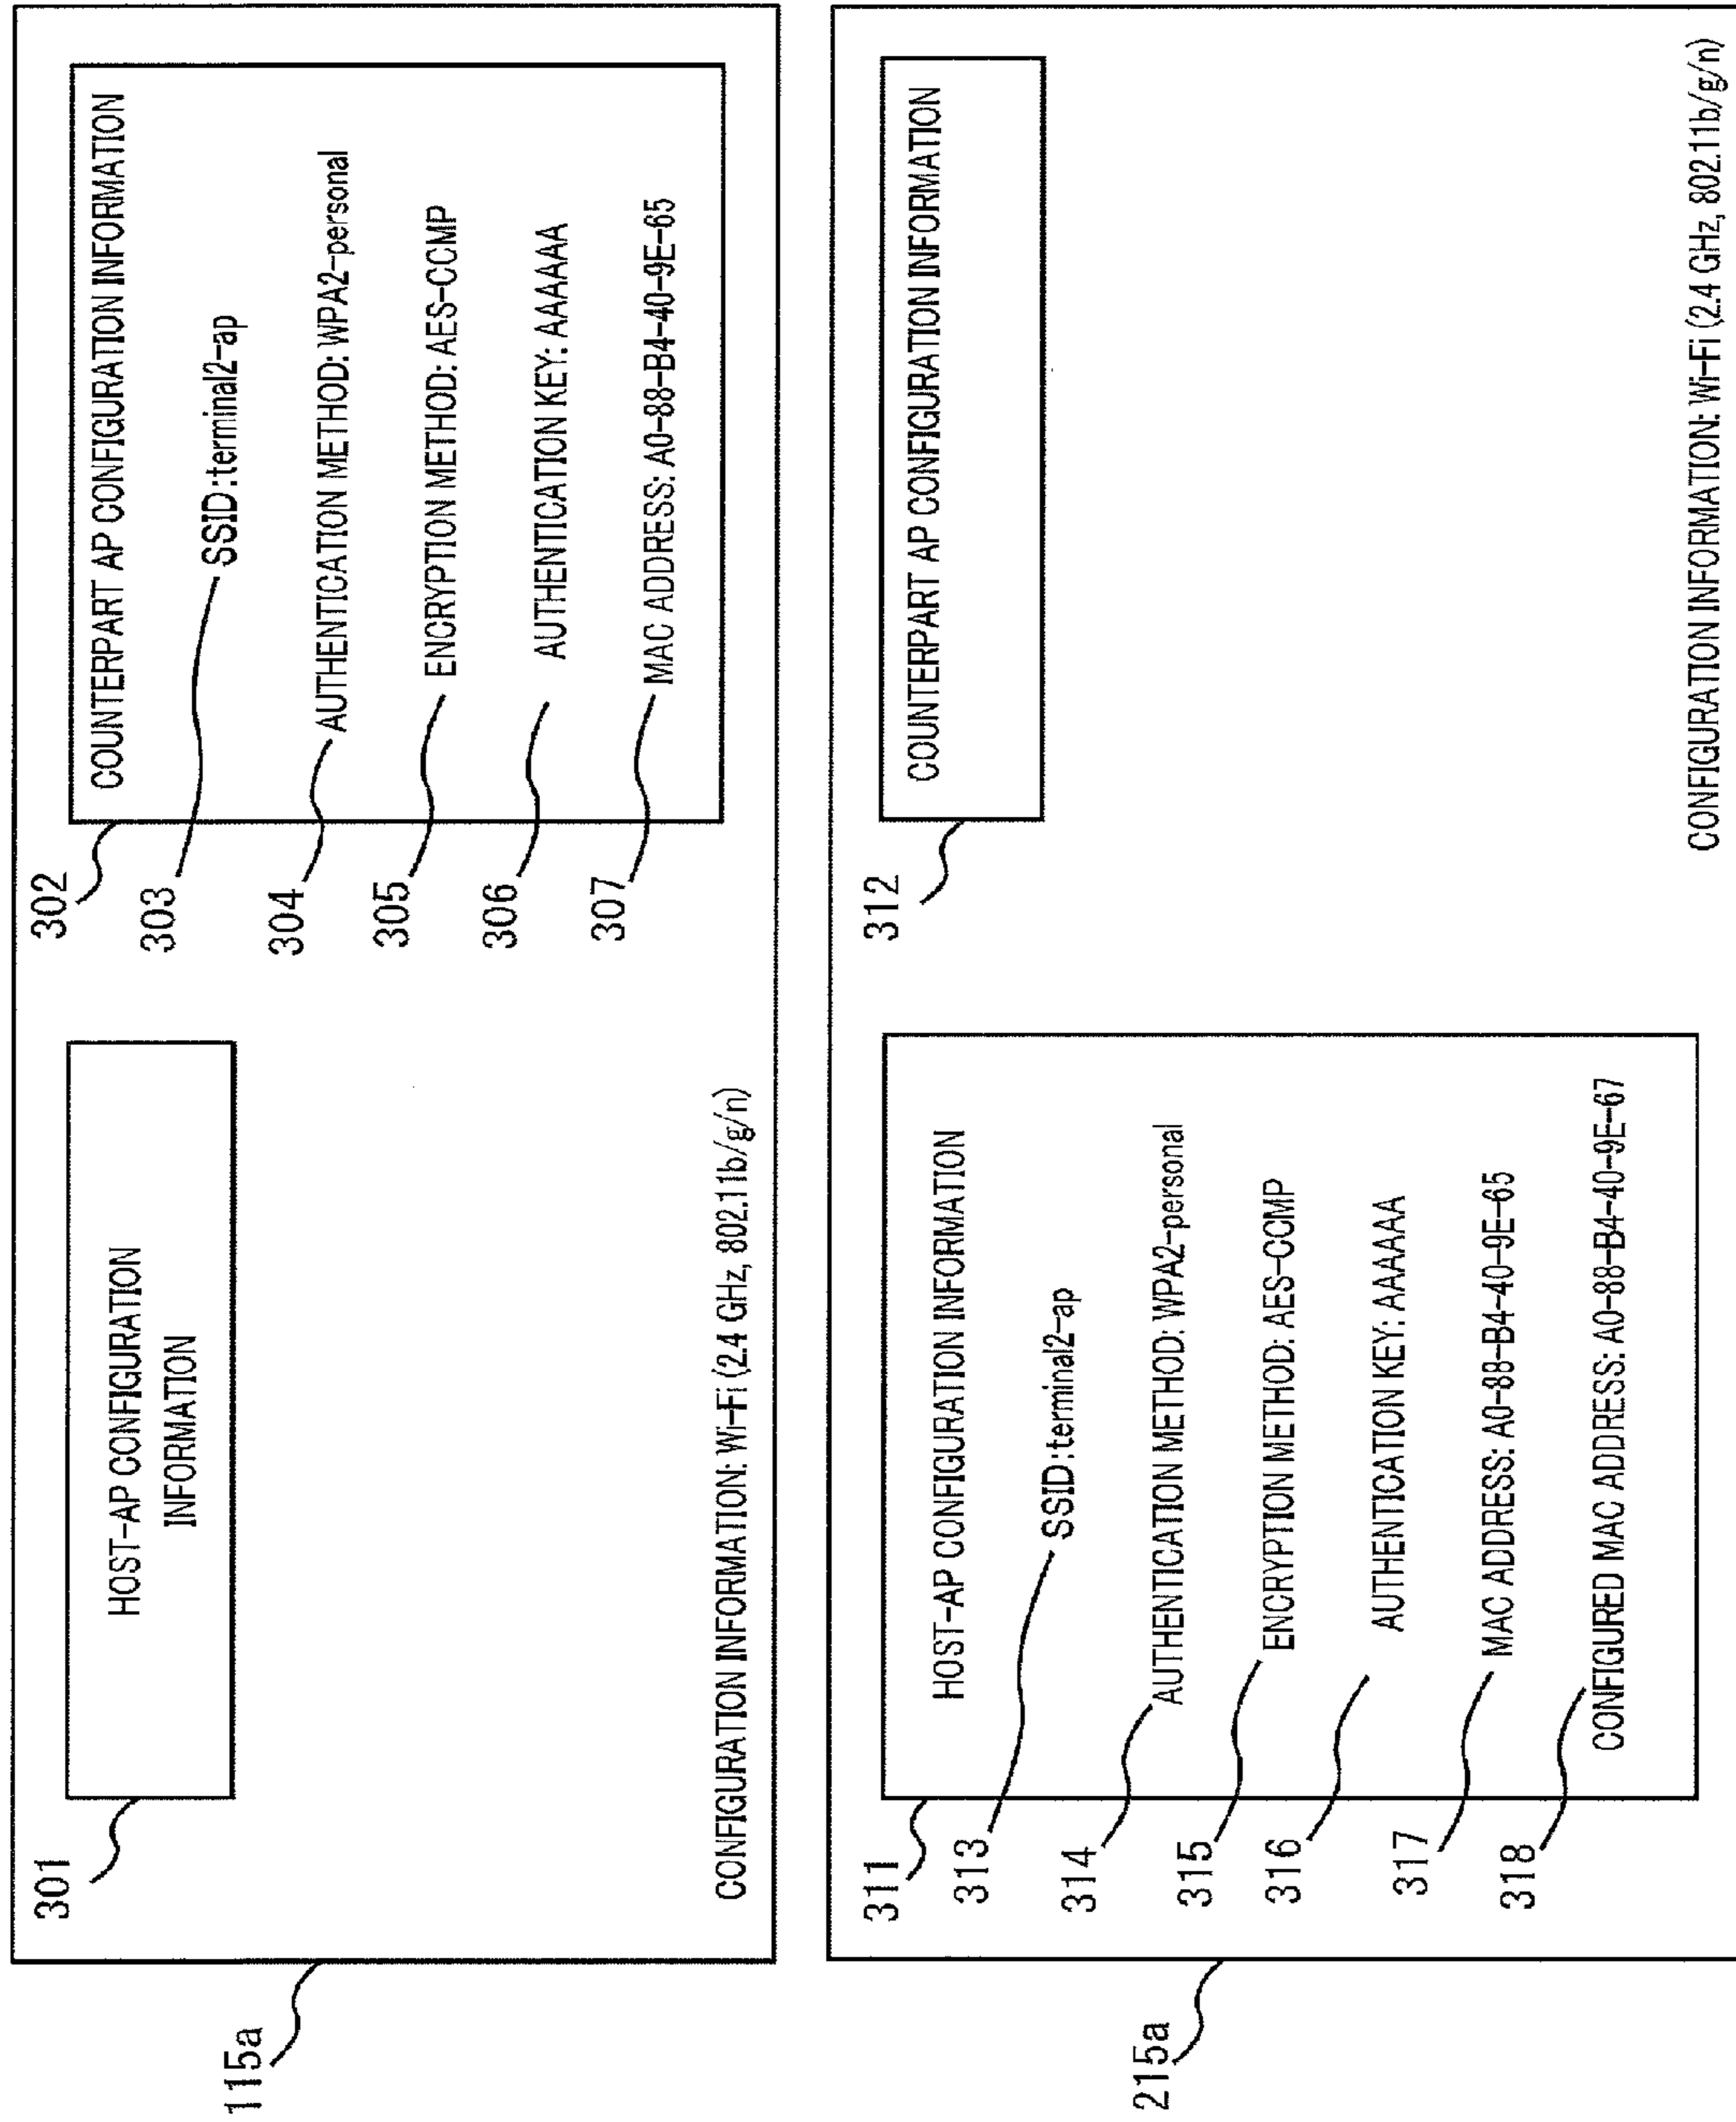 115a
301
HOST-AP CONFIGURATION
INFORMATION
302
COUNTERPART AP CONFIGURATION INFORMATION
303
SSID:terminal2-ap
304
AUTHENTICATION METHOD: WPA2-personal
305
ENCRYPTION METHOD: AES-CCMP
306
AUTHENTICATION KEY: AAAAA
307
MAC ADDRESS: A0-88-B4-40-9E-65
CONFIGURATION INFORMATION: Wi-Fi (2.4 GHz, 802.11b/g/n)
215a
311
HOST-AP CONFIGURATION INFORMATION
313
SSID:terminal2-ap
314
AUTHENTICATION METHOD: WPA2-personal
315
ENCRYPTION METHOD: AES-CCMP
316
AUTHENTICATION KEY: AAAAA
317
MAC ADDRESS: A0-88-B4-40-9E-65
318
CONFIGURED MAC ADDRESS: A0-88-B4-40-9E-67
312
COUNTERPART AP CONFIGURATION INFORMATION
CONFIGURATION INFORMATION: Wi-Fi (2.4 GHz, 802.11b/g/n)